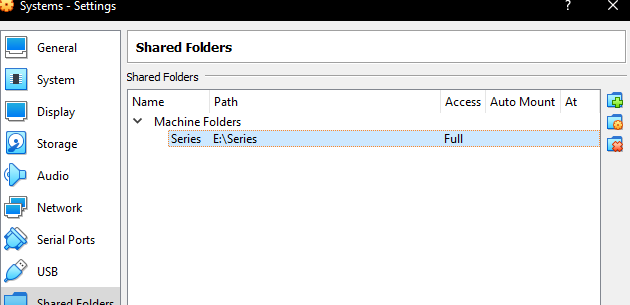 Systems - Settings ?
General
System
Display
Storage
Audio
Network
Serial Ports
USB
Shared Folders
Shared Folders
Shared Folders
Name Path Access Auto Mount At
Machine Folders
Series E:\Series Full